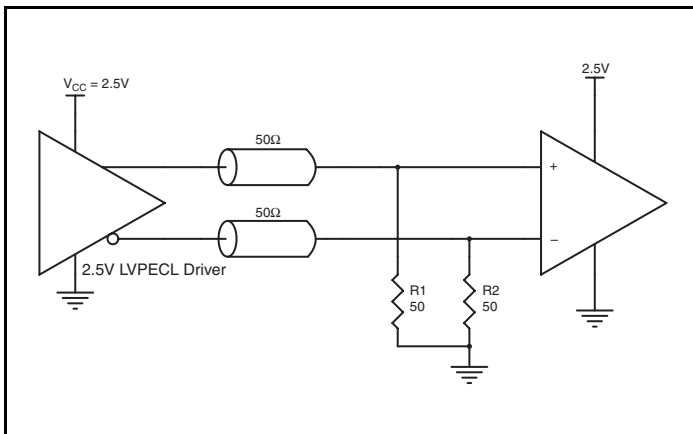 2.5V
V_CC = 2.5V
50Ω
+
50Ω
–
2.5V LVPECL Driver
R1
50
R2
50